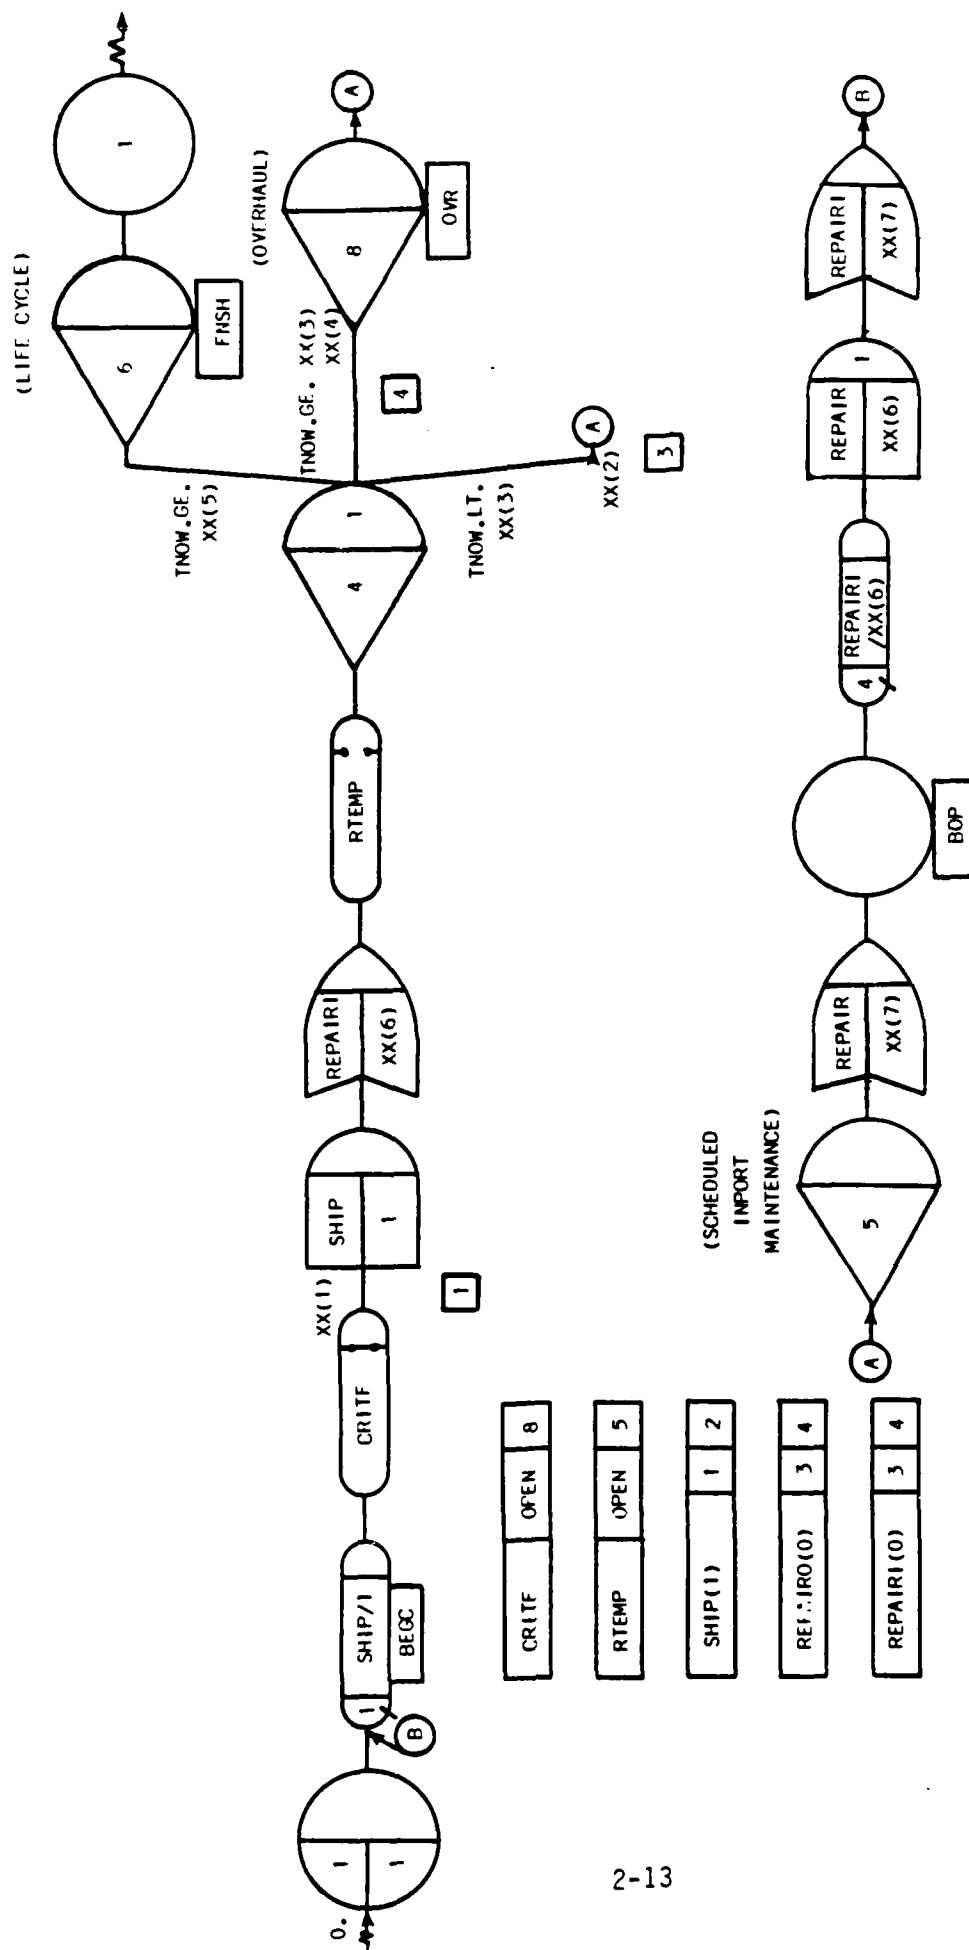 0.
1
1
B
1
SHIP/1
BEGC
CRITF
XX(1)
1
SHIP
1
REPAIRI
XX(6)
RTEMP
4
1
TNOW.GE.
XX(5)
(LIFE CYCLE)
6
FNSH
1
TNOW.GE. XX(3)
XX(4)
4
(OVERHAUL)
8
OVR
A
TNOW.LT.
XX(3)
XX(2)
A
3
CRITF OPEN 8
RTEMP OPEN 5
SHIP(1) 1 2
3 4
REPAIRI(0) 3 4
A
(SCHEDULED
INPORT
MAINTENANCE)
5
REPAIR
XX(7)
BOP
4
REPAIRI
/XX(6)
REPAIR
XX(6)
1
REPAIRI
XX(7)
B
2-13